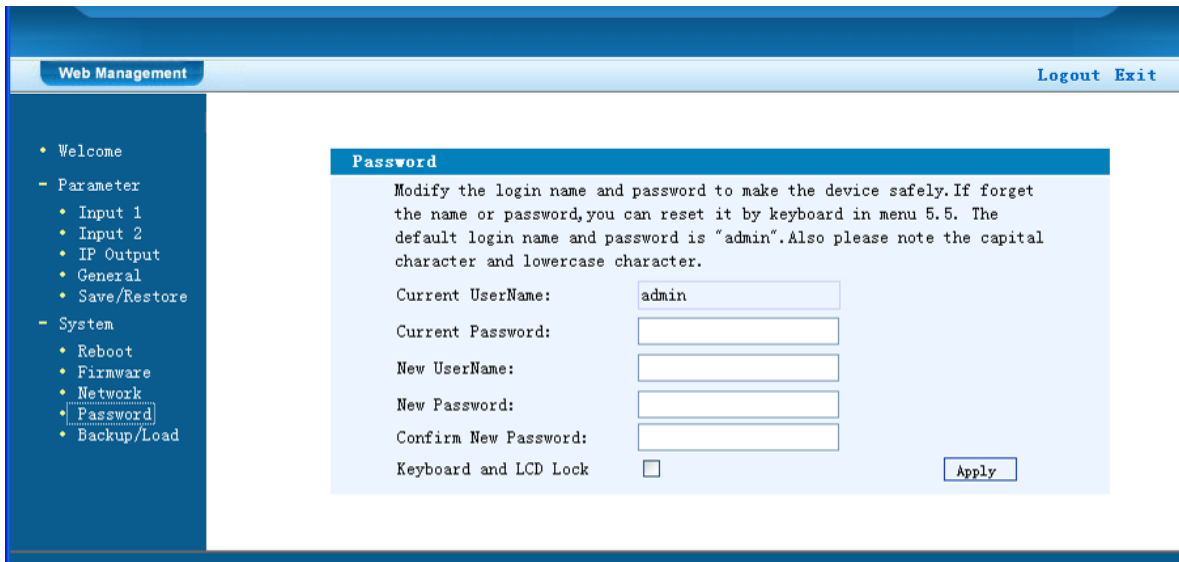 Web Management
Logout Exit
Welcome
Parameter
Input 1
Input 2
IP Output
General
Save/Restore
System
Reboot
Firmware
Network
Password
Backup/Load
Password
Modify the login name and password to make the device safely.If forget
the name or password,you can reset it by keyboard in menu 5.5. The
default login name and password is "admin".Also please note the capital
character and lowercase character.
Current UserName: admin
Current Password:
New UserName:
New Password:
Confirm New Password:
Keyboard and LCD Lock Apply